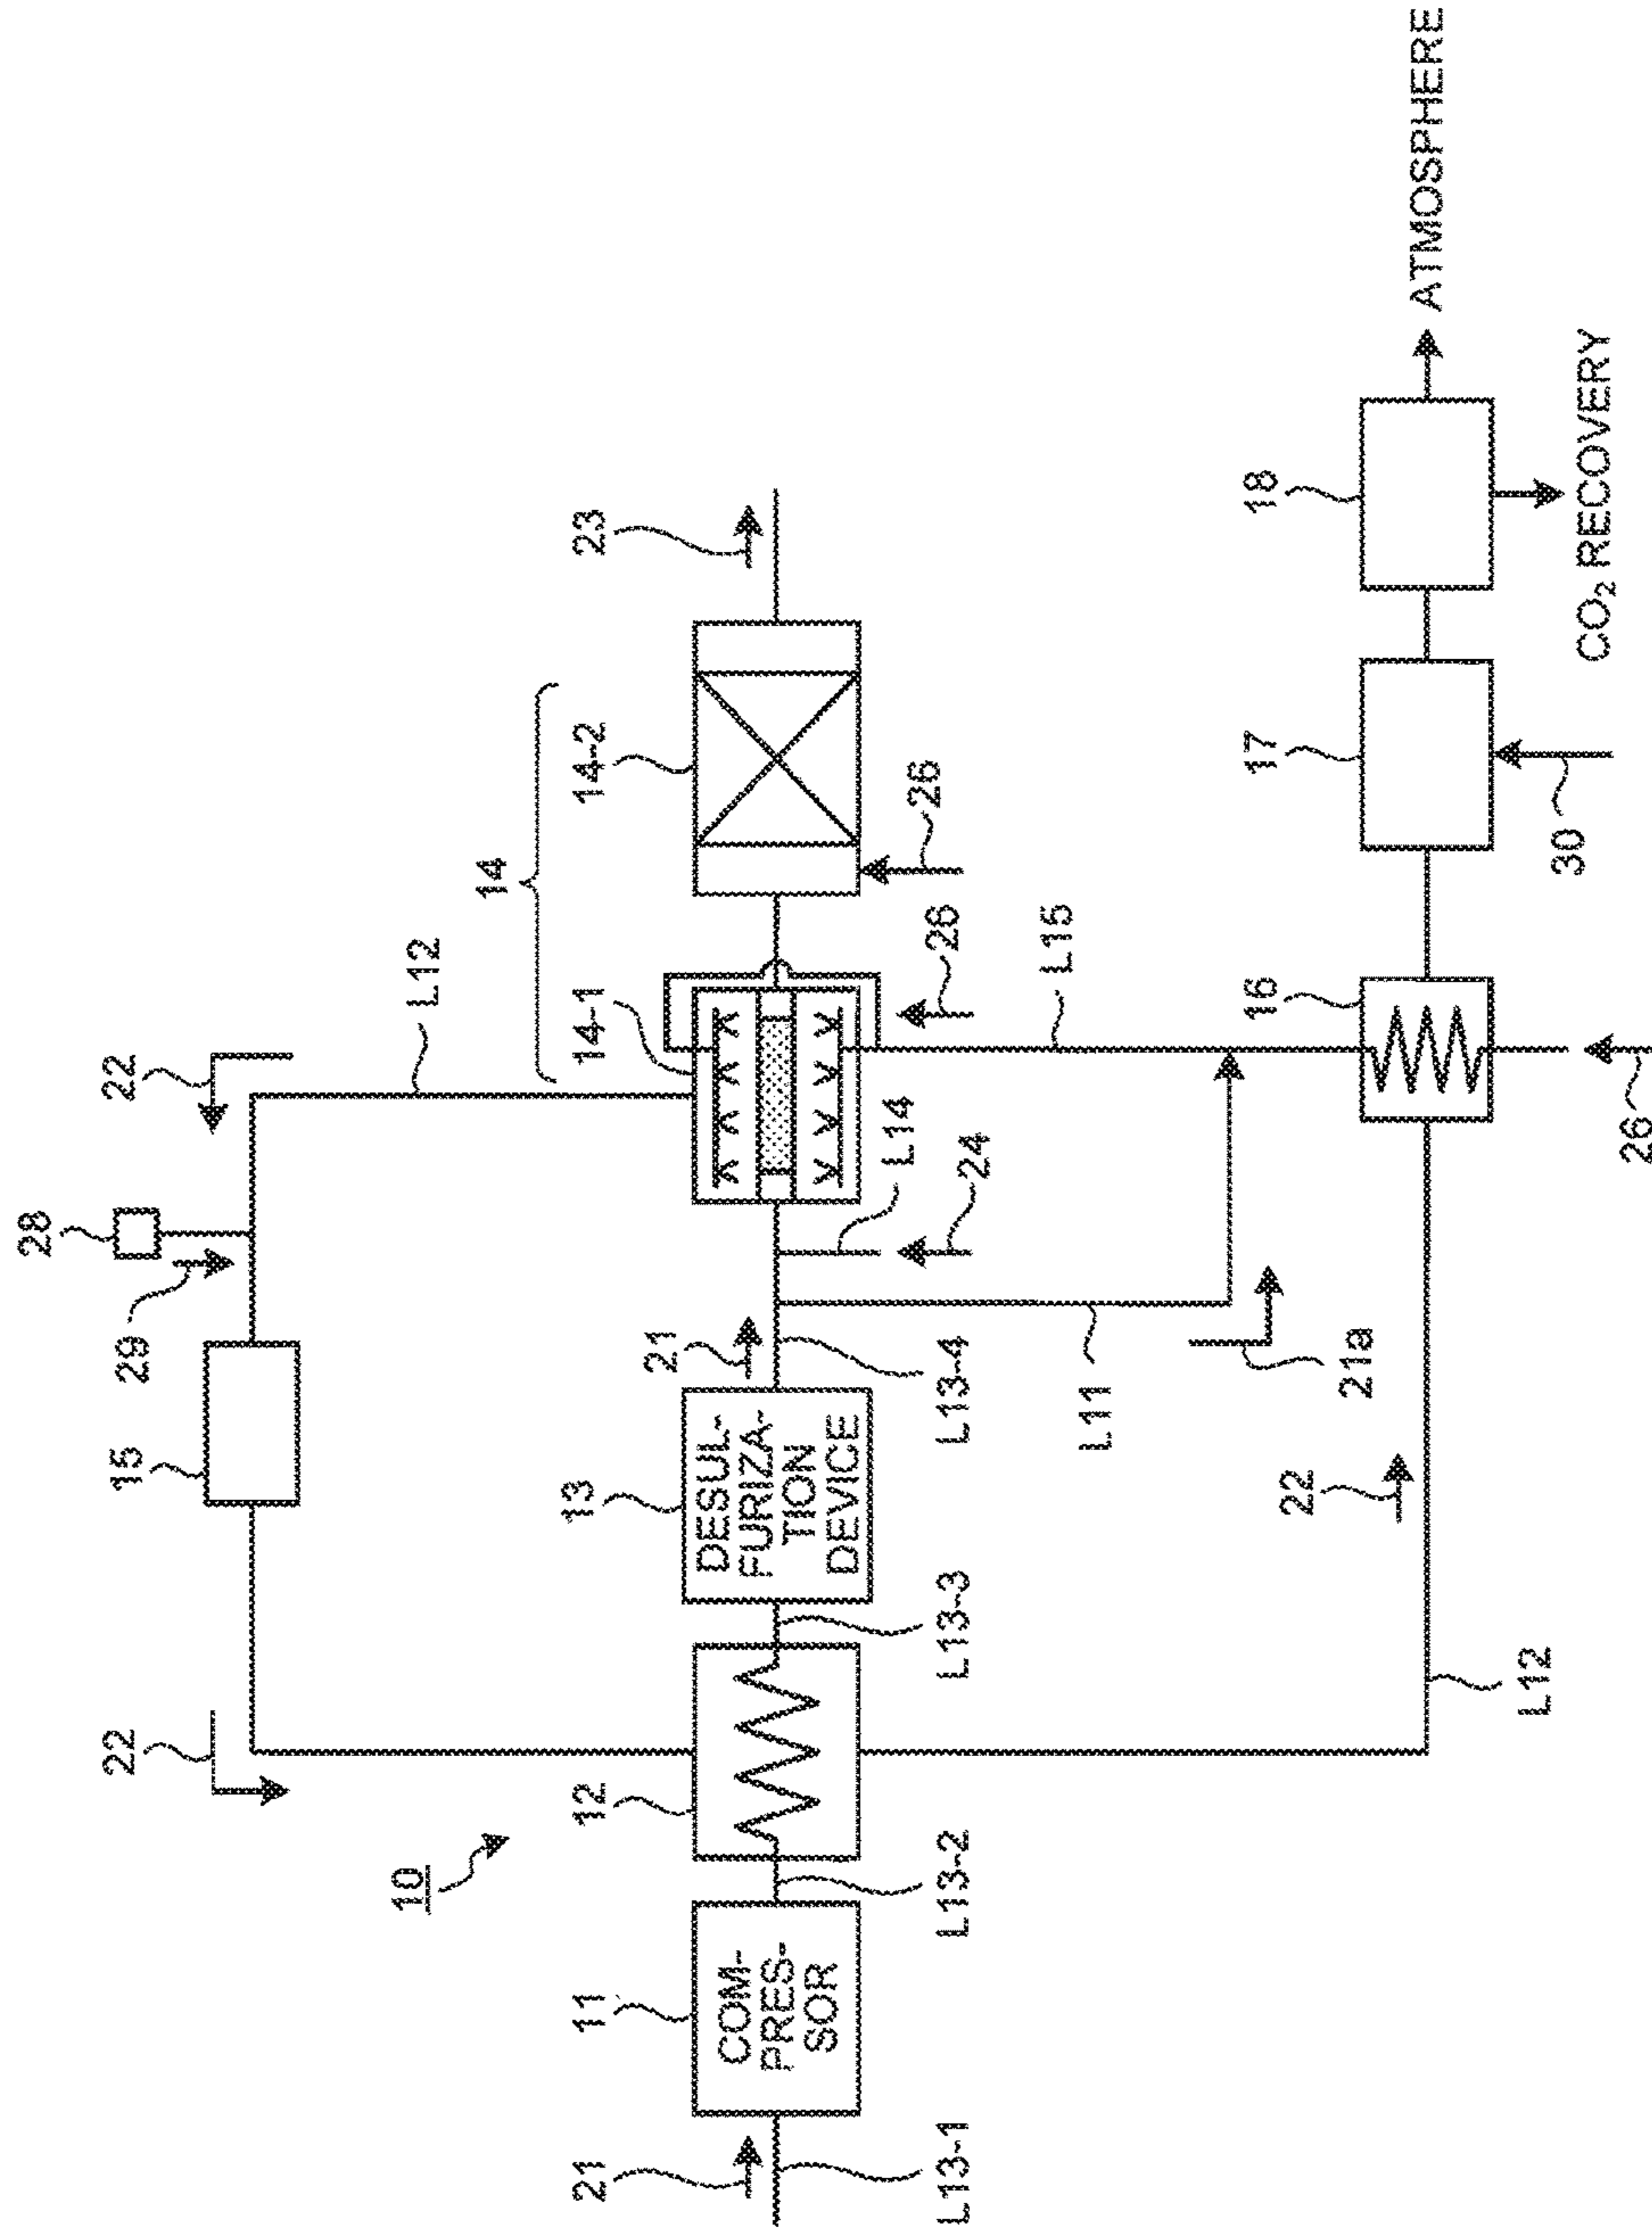 10
22
15
29
28
22
L12
14
21
11
COM-
PRES-
SOR
12
13
DESUL-
FURIZA-
TION
DEVICE
21
14-1
14-2
23
L13-1
L13-2
L13-3
L13-4
L14
24
26
26
L11
L15
21a
22
L12
16
17
18
ATMOSPHERE
26
30
CO₂ RECOVERY